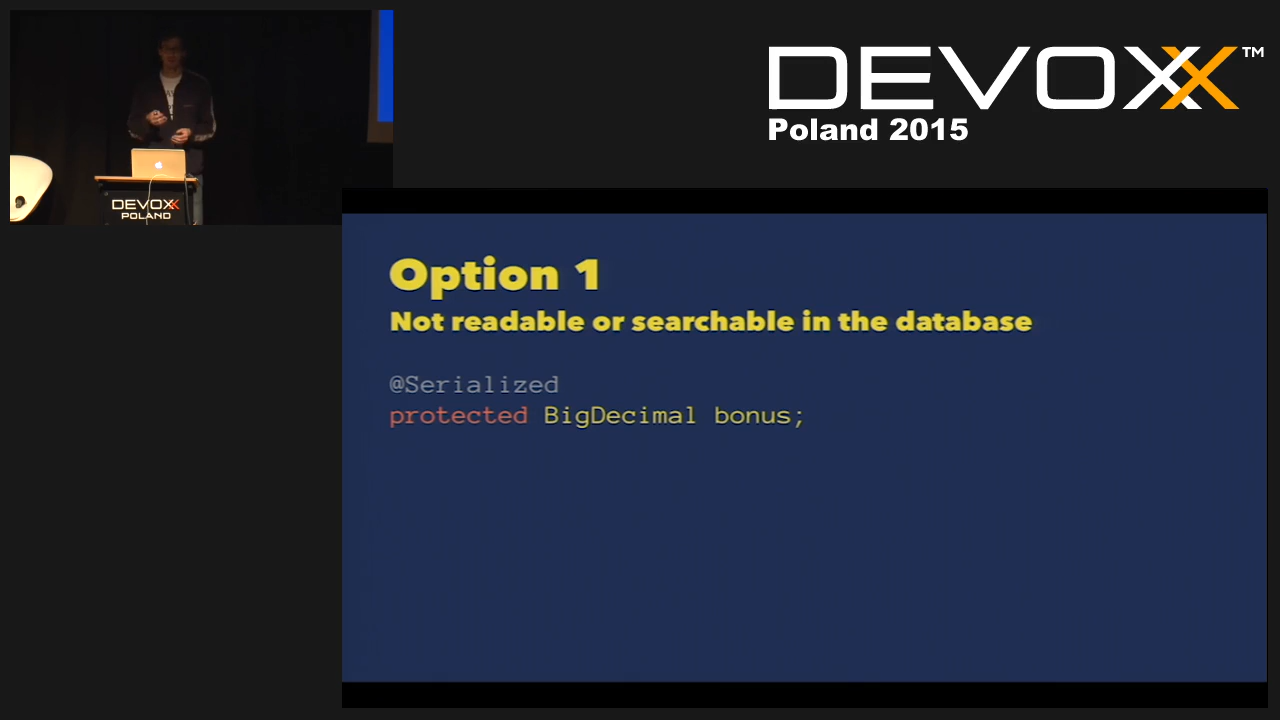 DEVOXX™
Poland 2015
DEVOXX
POLAND
Option 1
Not readable or searchable in the database
@Serialized
protected BigDecimal bonus;